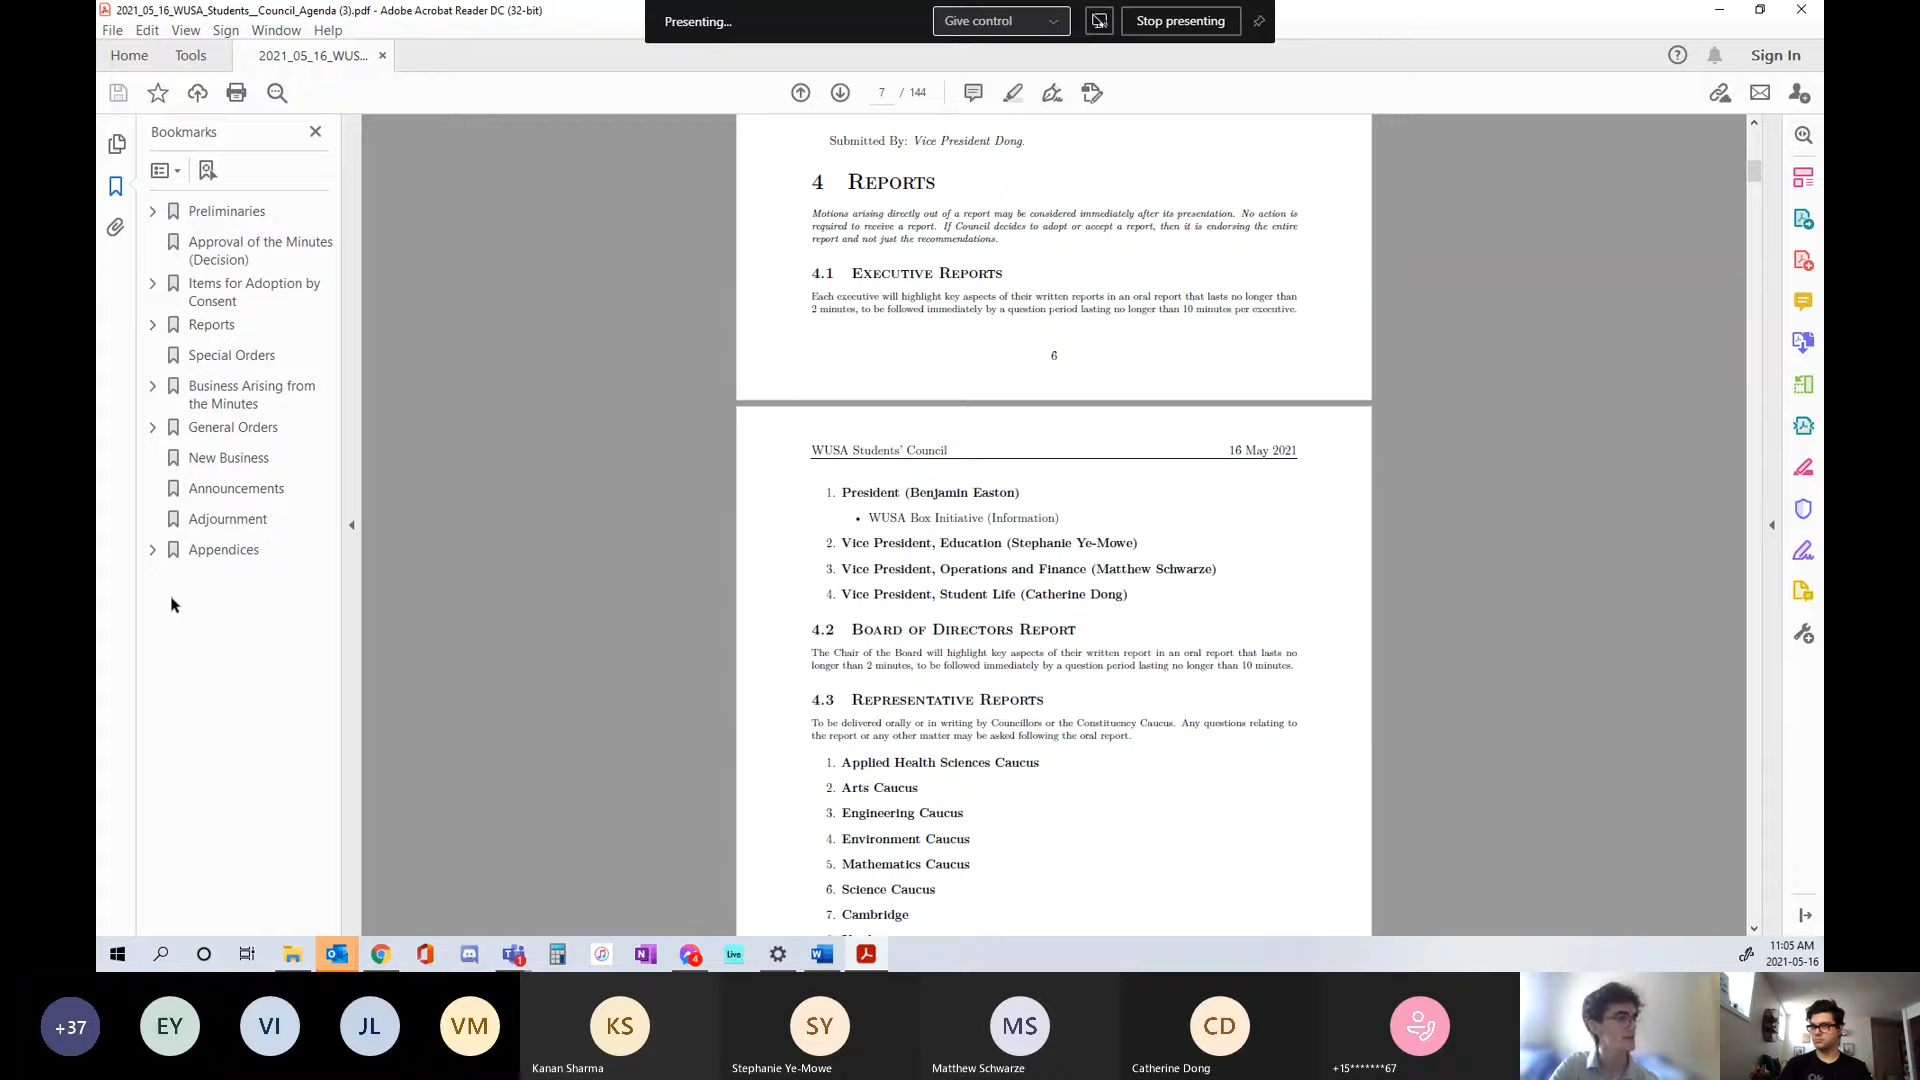 2021_05_16_WUSA_Students__Council_Agenda (3).pdf - Adobe Acrobat Reader DC (32-bit)
Presenting...
Give control
Stop presenting
File Edit View Sign Window Help
Home Tools 2021_05_16_WUS... Sign In
7 / 144
Bookmarks
Preliminaries
Approval of the Minutes
(Decision)
Items for Adoption by
Consent
Reports
Special Orders
Business Arising from
the Minutes
General Orders
New Business
Announcements
Adjournment
Appendices
Submitted By: Vice President Dong.
4 Reports
Motions arising directly out of a report may be considered immediately after its presentation. No action is
required to receive a report. If Council decides to adopt or accept a report, then it is endorsing the entire
report and not just the recommendations.
4.1 Executive Reports
Each executive will highlight key aspects of their written reports in an oral report that lasts no longer than
2 minutes, to be followed immediately by a question period lasting no longer than 10 minutes per executive.
6
WUSA Students' Council 16 May 2021
1. President (Benjamin Easton)
• WUSA Box Initiative (Information)
2. Vice President, Education (Stephanie Ye-Mowe)
3. Vice President, Operations and Finance (Matthew Schwarze)
4. Vice President, Student Life (Catherine Dong)
4.2 Board of Directors Report
The Chair of the Board will highlight key aspects of their written report in an oral report that lasts no
longer than 2 minutes, to be followed immediately by a question period lasting no longer than 10 minutes.
4.3 Representative Reports
To be delivered orally or in writing by Councillors or the Constituency Caucus. Any questions relating to
the report or any other matter may be asked following the oral report.
1. Applied Health Sciences Caucus
2. Arts Caucus
3. Engineering Caucus
4. Environment Caucus
5. Mathematics Caucus
6. Science Caucus
7. Cambridge
Live
11:05 AM
2021-05-16
+37
EY
VI
JL
VM
KS
Kanan Sharma
SY
Stephanie Ye-Mowe
MS
Matthew Schwarze
CD
Catherine Dong
+15*******67